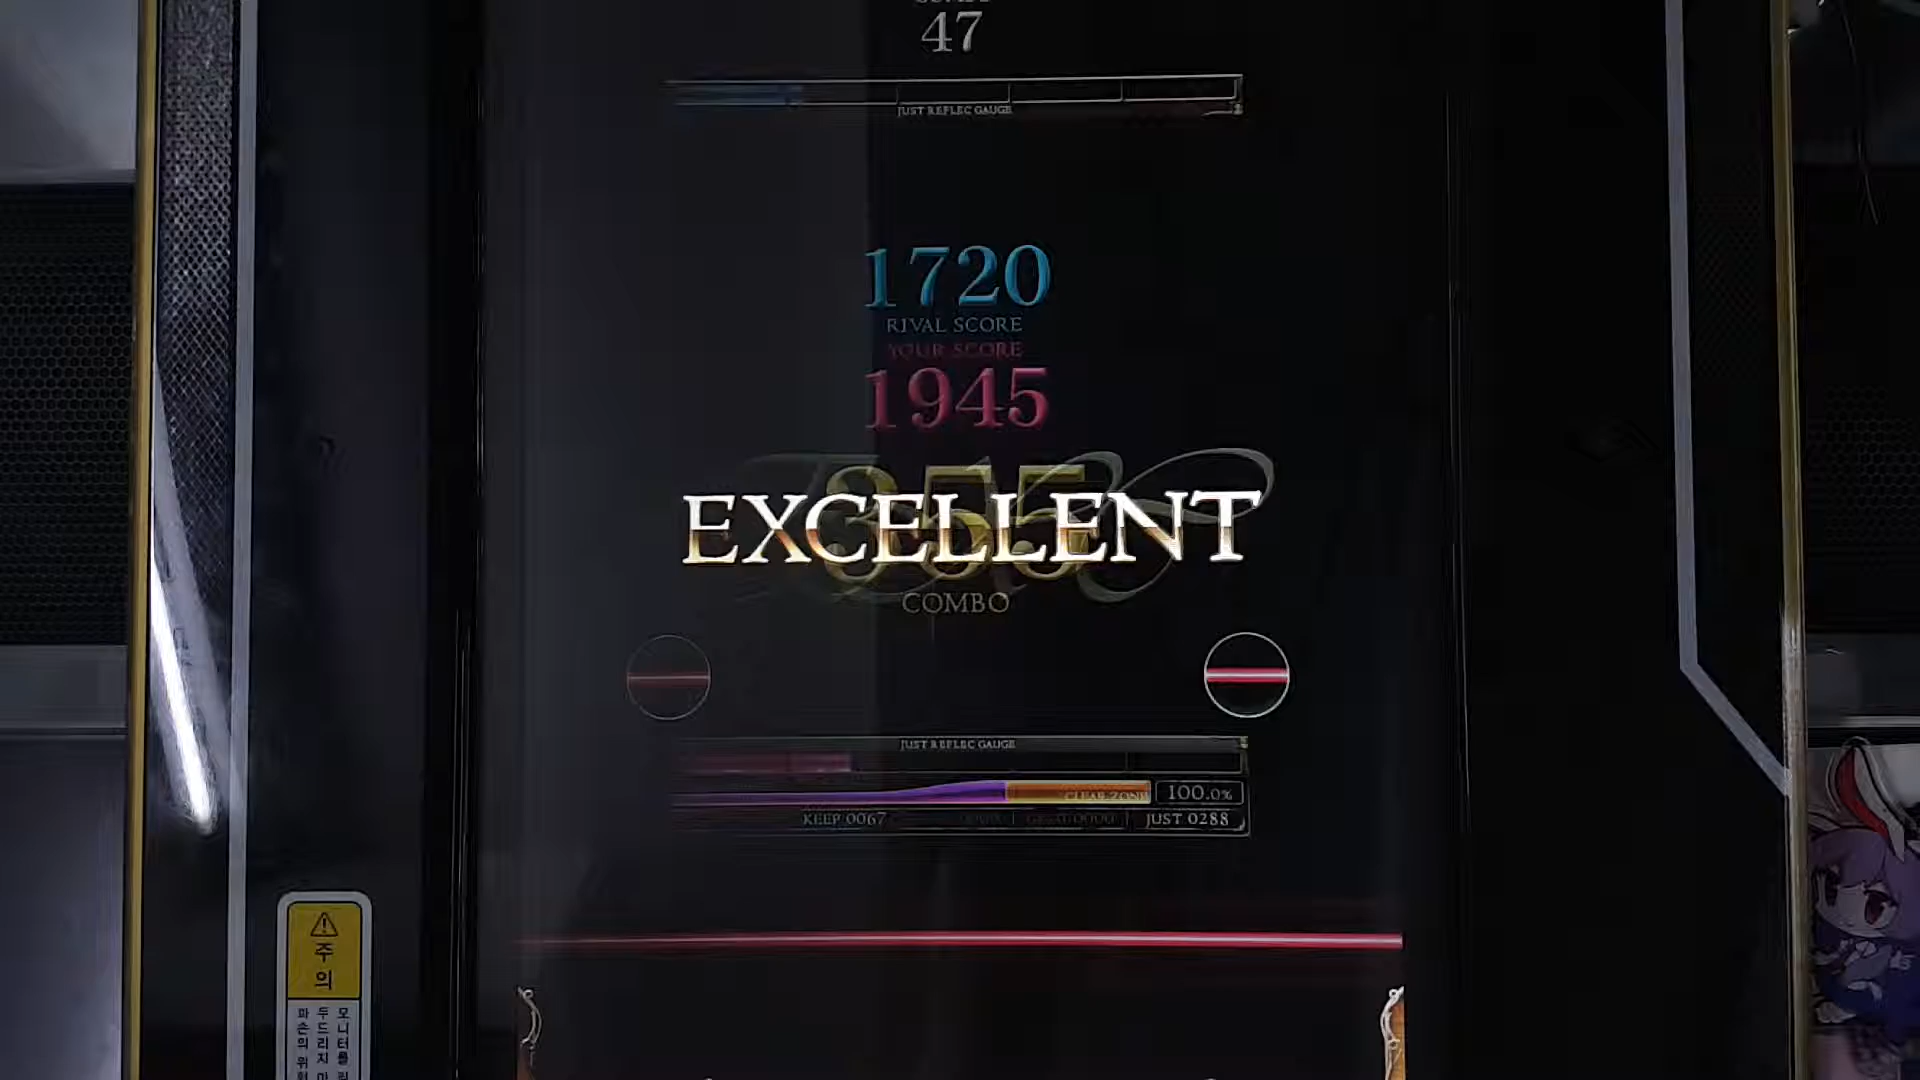 47
JUST REFLEC GAUGE
1720
RIVAL SCORE
YOUR SCORE
1945
355
EXCELLENT
COMBO
JUST REFLEC GAUGE
CLEAR ZONE 100.0%
KEEP 0067 JUST 0288
주의
모니터를
두드리지 마
파손의 위험